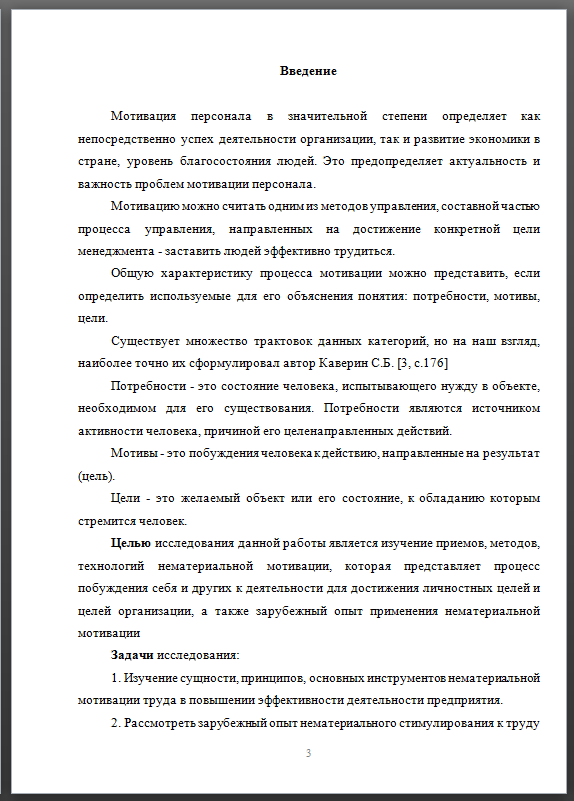 Введение
Мотивация персонала в значительной степени определяет как
непосредственно успех деятельности организации, так и развитие экономики в
стране, уровень благосостояния людей. Это предопределяет актуальность и
важность проблем мотивации персонала.
Мотивацию можно считать одним из методов управления, составной частью
процесса управления, направленных на достижение конкретной цели
менеджмента - заставить людей эффективно трудиться.
Общую характеристику процесса мотивации можно представить, если
определить используемые для его объяснения понятия: потребности, мотивы,
цели.
Существует множество трактовок данных категорий, но на наш взгляд,
наиболее точно их сформулировал автор Каверин С.Б. [3, с.176]
Потребности - это состояние человека, испытывающего нужду в объекте,
необходимом для его существования. Потребности являются источником
активности человека, причиной его целенаправленных действий.
Мотивы - это побуждения человека к действию, направленные на результат
(цель).
Цели - это желаемый объект или его состояние, к обладанию которым
стремится человек.
Целью исследования данной работы является изучение приемов, методов,
технологий нематериальной мотивации, которая представляет процесс
побуждения себя и других к деятельности для достижения личностных целей и
целей организации, а также зарубежный опыт применения нематериальной
мотивации
Задачи исследования:
1. Изучение сущности, принципов, основных инструментов нематериальной
мотивации труда в повышении эффективности деятельности предприятия.
2. Рассмотреть зарубежный опыт нематериального стимулирования к труду
3